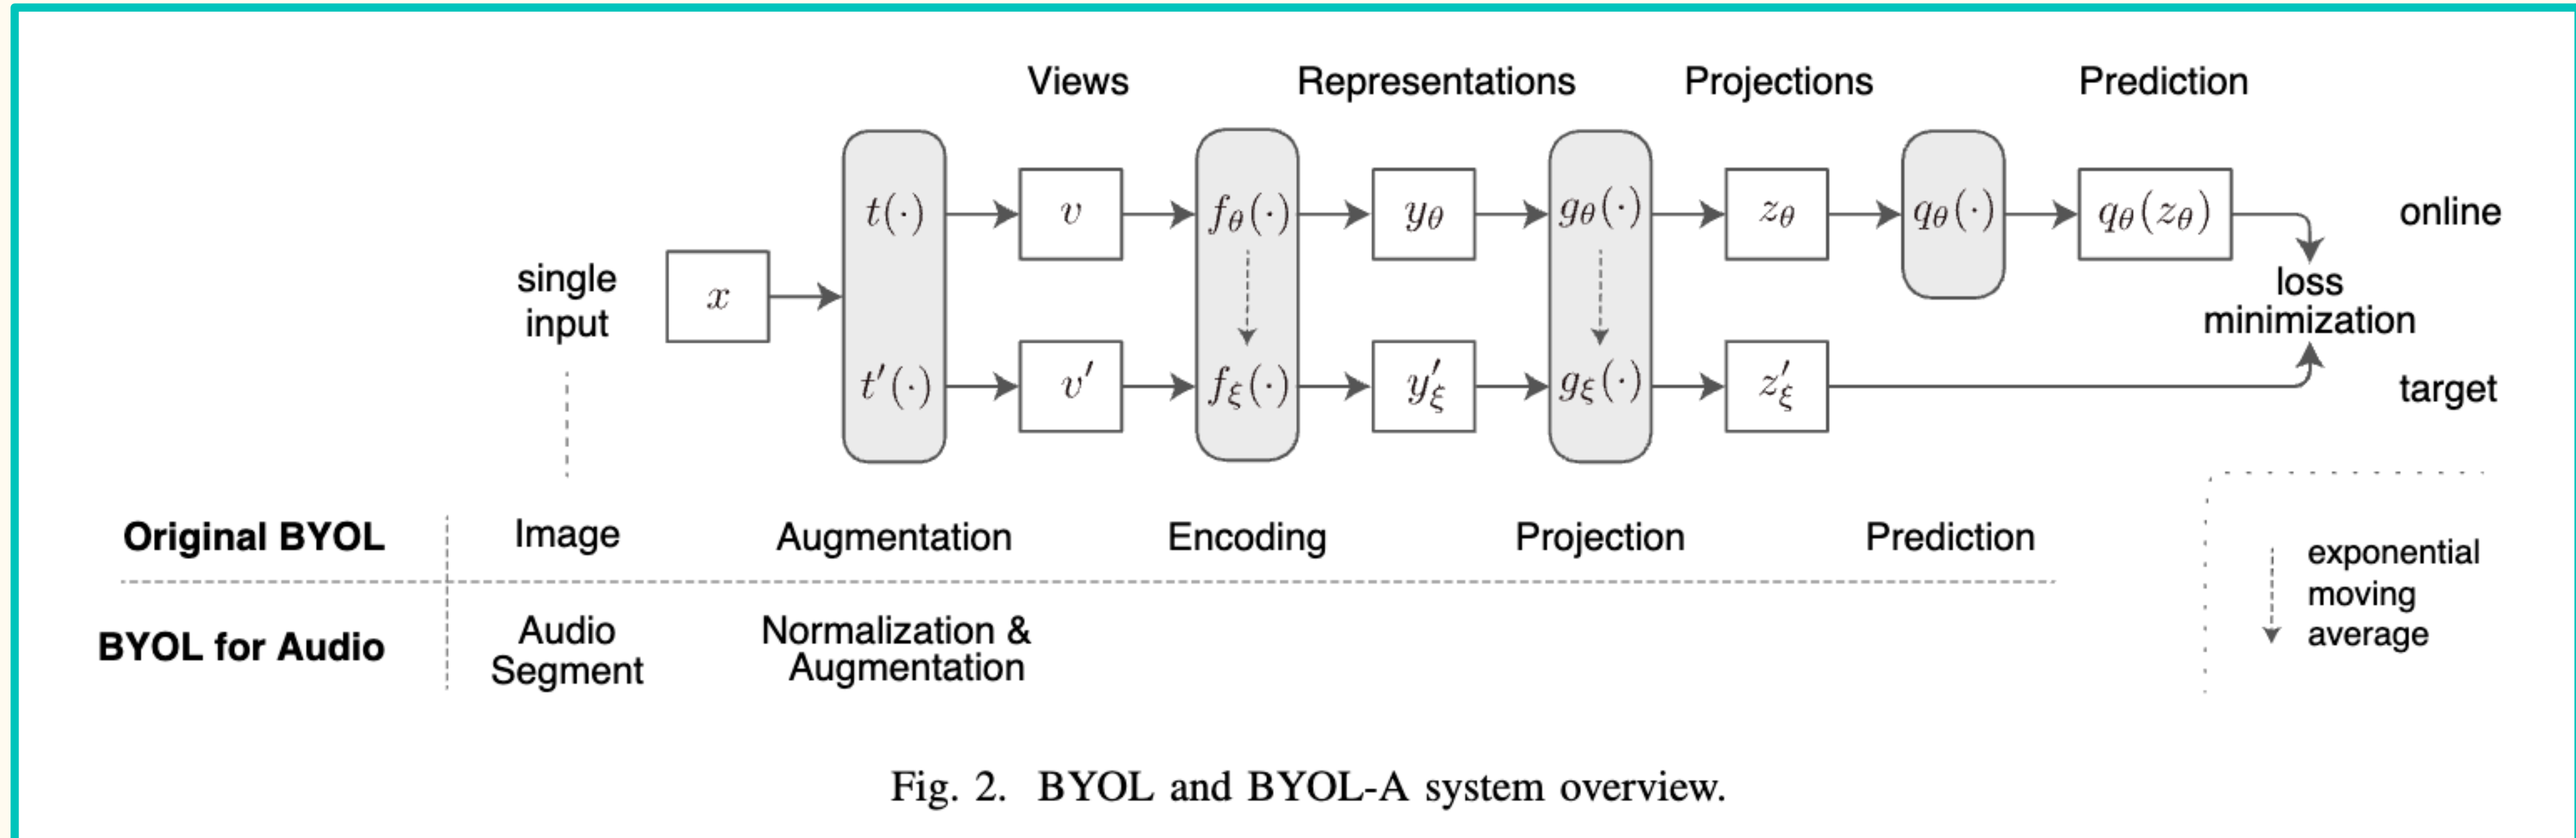 Views Representations Projections Prediction
t(·) v fθ(·) yθ gθ(·) zθ qθ(·) qθ(zθ) online
single
input
x
loss
minimization
t′(·) v′ fξ(·) y′ξ gξ(·) z′ξ target
Original BYOL Image Augmentation Encoding Projection Prediction
BYOL for Audio Audio
Segment
Normalization &
Augmentation
exponential
moving
average
Fig. 2. BYOL and BYOL-A system overview.